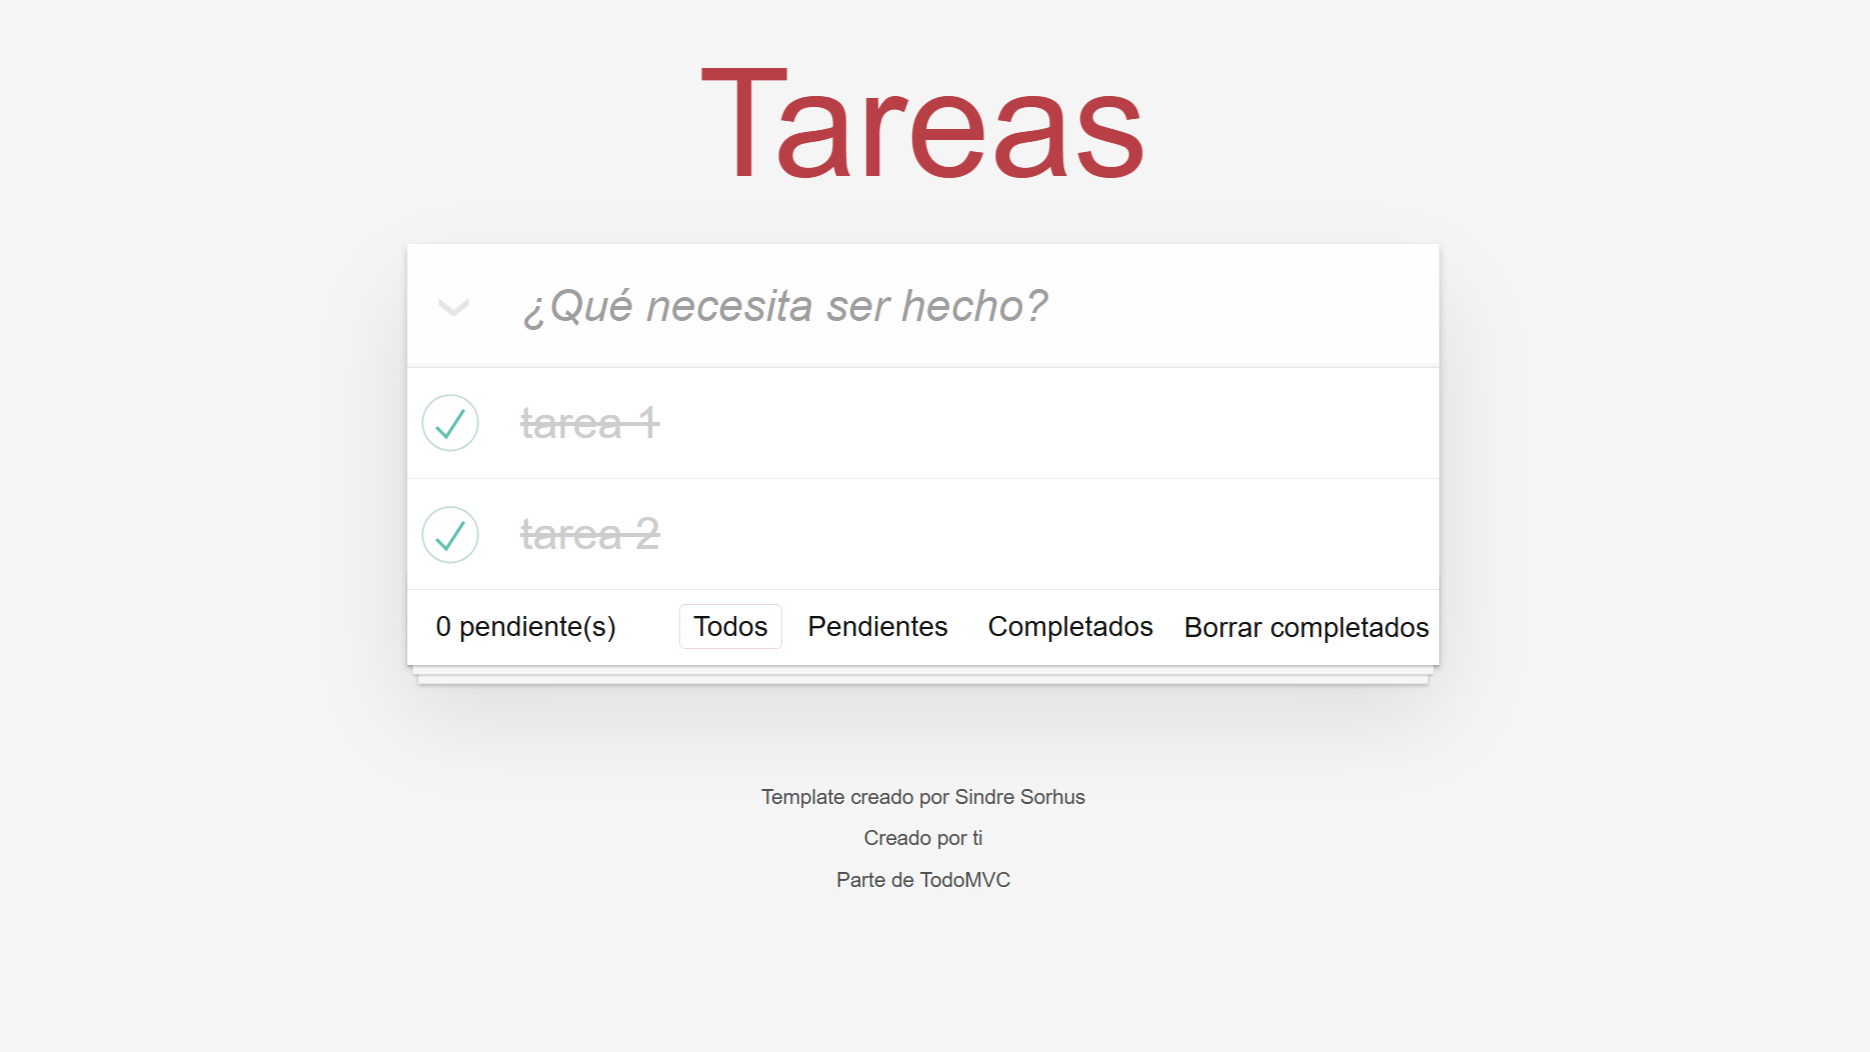 Tareas
¿Qué necesita ser hecho?
tarea 1
tarea 2
0 pendiente(s) Todos Pendientes Completados Borrar completados
Template creado por Sindre Sorhus
Creado por ti
Parte de TodoMVC